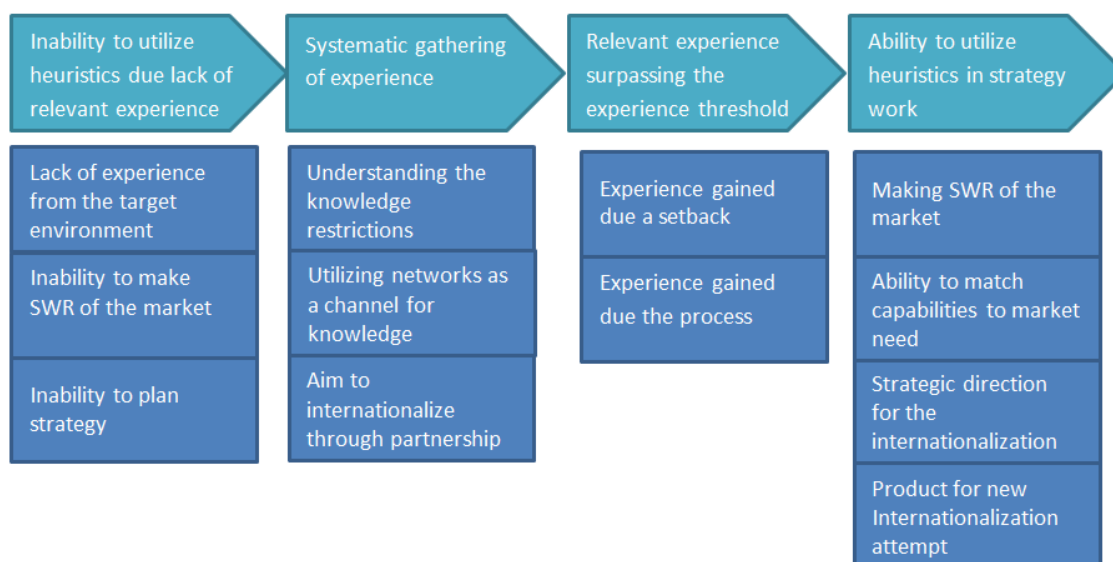 Inability to utilize
heuristics due lack of
relevant experience
Systematic gathering
of experience
Relevant experience
surpassing the
experience threshold
Ability to utilize
heuristics in strategy
work
Lack of experience
from the target
environment
Inability to make
SWR of the market
Inability to plan
strategy
Understanding the
knowledge
restrictions
Utilizing networks as
a channel for
knowledge
Aim to
internationalize
through partnership
Experience gained
due a setback
Experience gained
due the process
Making SWR of the
market
Ability to match
capabilities to market
need
Strategic direction
for the
internationalization
Product for new
Internationalization
attempt